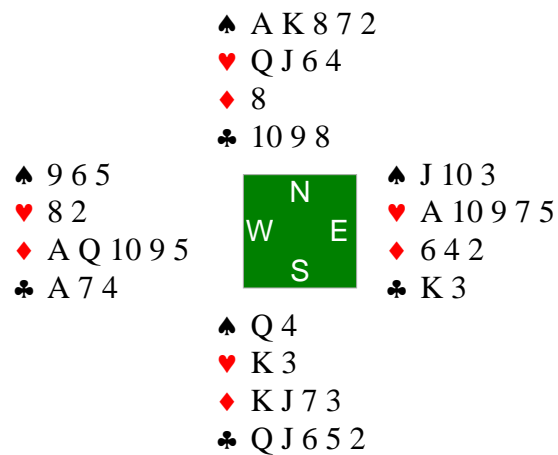 ♠ A K 8 7 2
♥ Q J 6 4
♦ 8
♣ 10 9 8
♠ 9 6 5
♥ 8 2
♦ A Q 10 9 5
♣ A 7 4
N
W E
S
♠ J 10 3
♥ A 10 9 7 5
♦ 6 4 2
♣ K 3
♠ Q 4
♥ K 3
♦ K J 7 3
♣ Q J 6 5 2